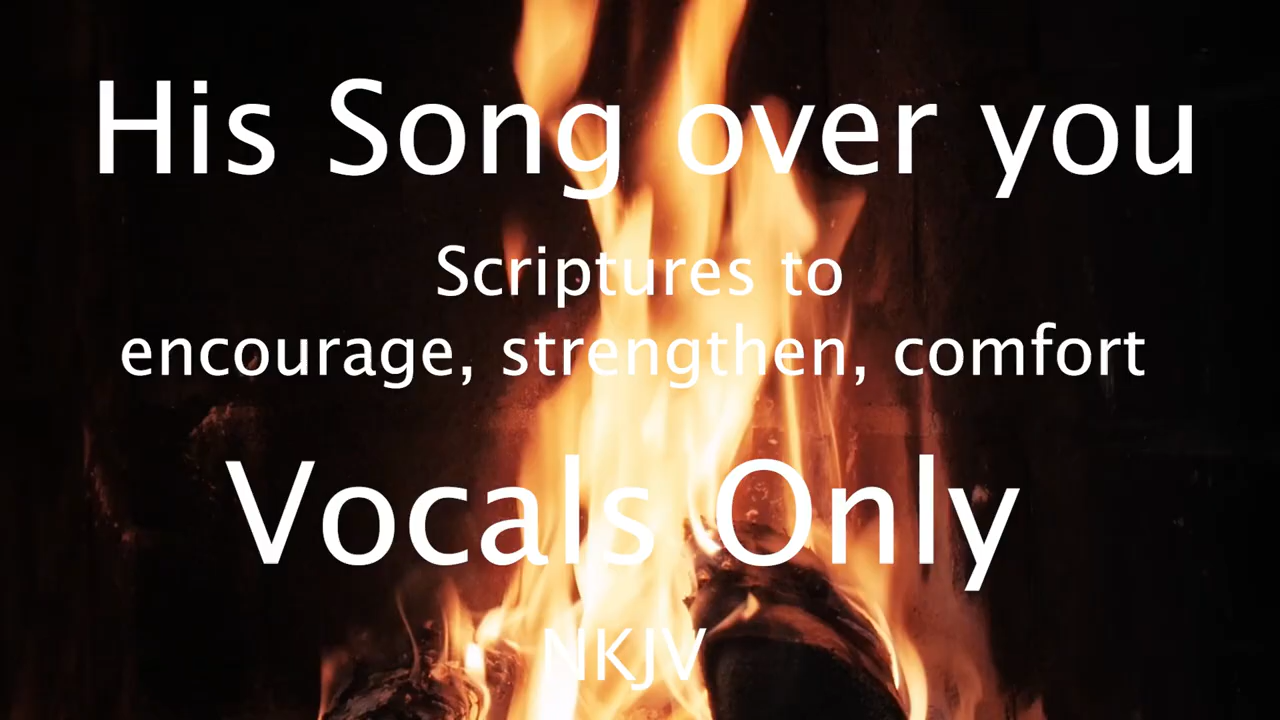 His Song over you
Scriptures to
encourage, strengthen, comfort
Vocals Only
NKJV